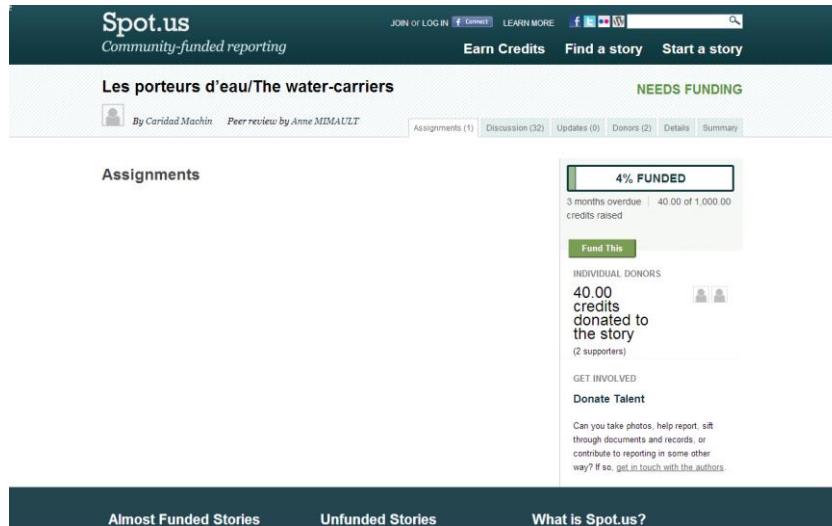 Spot.us
JOIN or LOG IN f Connect LEARN MORE
Community-funded reporting
Earn Credits Find a story Start a story
Les porteurs d'eau/The water-carriers
NEEDS FUNDING
By Caridad Machin Peer review by Anne MIMAULT
Assignments (1) Discussion (32) Updates (0) Donors (2) Details Summary
Assignments
4% FUNDED
3 months overdue 40.00 of 1,000.00
credits raised
Fund This
INDIVIDUAL DONORS
40.00
credits
donated to
the story
(2 supporters)
GET INVOLVED
Donate Talent
Can you take photos, help report, sift
through documents and records, or
contribute to reporting in some other
way? If so, get in touch with the authors.
Almost Funded Stories Unfunded Stories What is Spot.us?